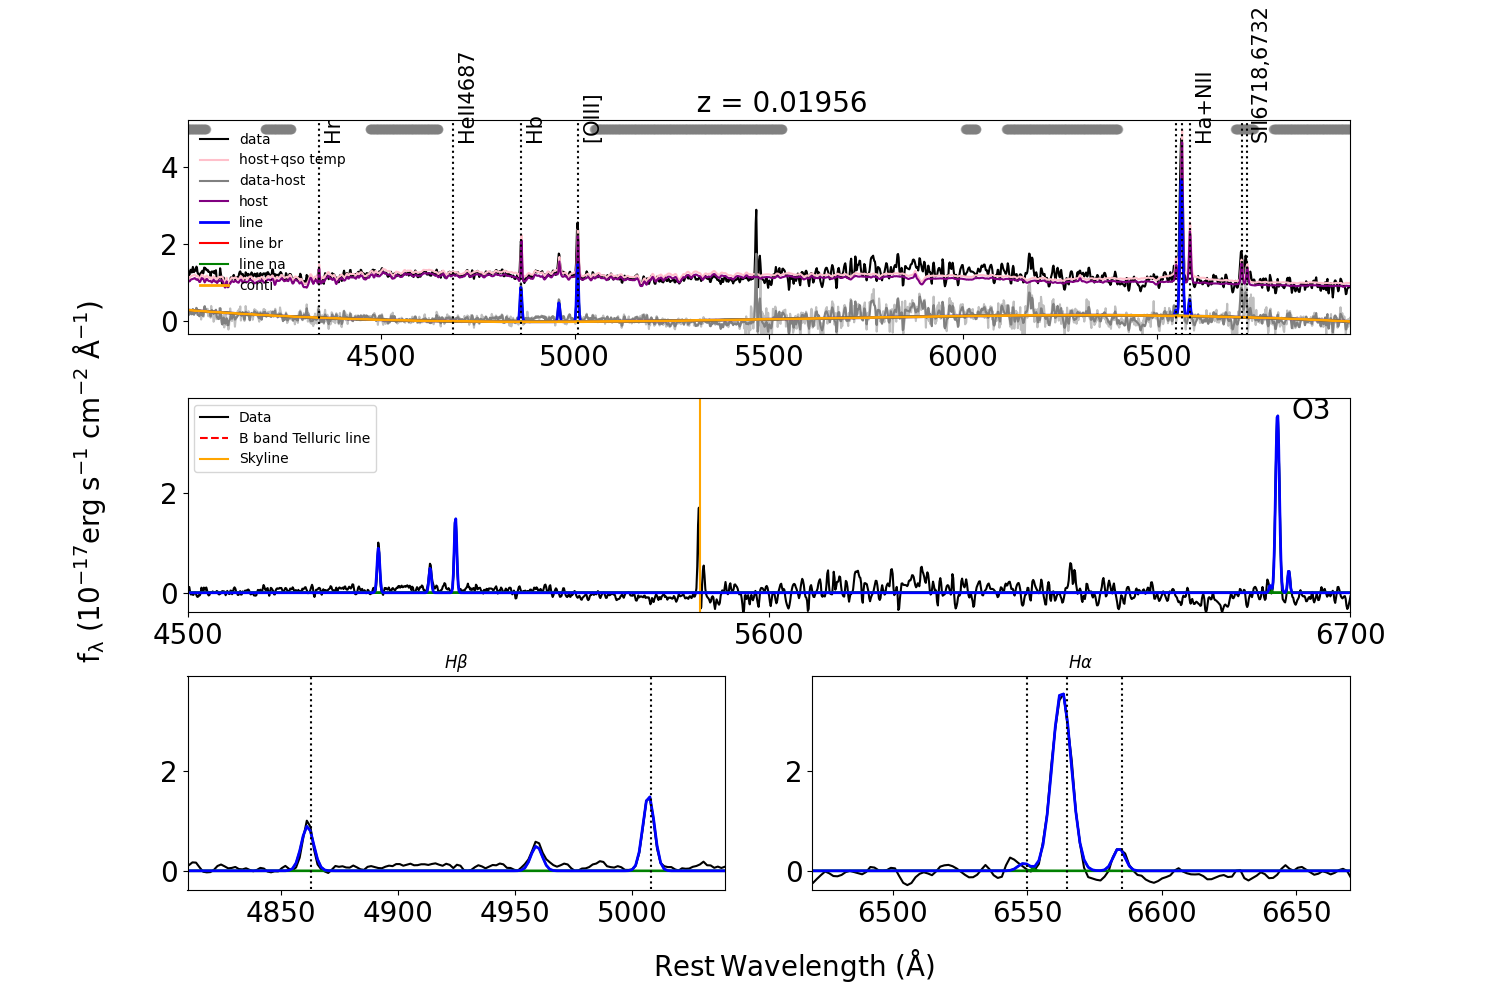 z = 0.01956
Hr
HeII4687
Hb
[OIII]
Ha+NII
SII6718,6732
data
host+qso temp
data-host
host
line
line br
line na
conti
4
2
0
4500 5000 5500 6000 6500
fλ (10−17erg s−1 cm−2 Å−1)
Data
B band Telluric line
Skyline
O3
2
0
4500 5600 6700
Hβ
2
0
4850 4900 4950 5000
Hα
2
0
6500 6550 6600 6650
Rest Wavelength (Å)